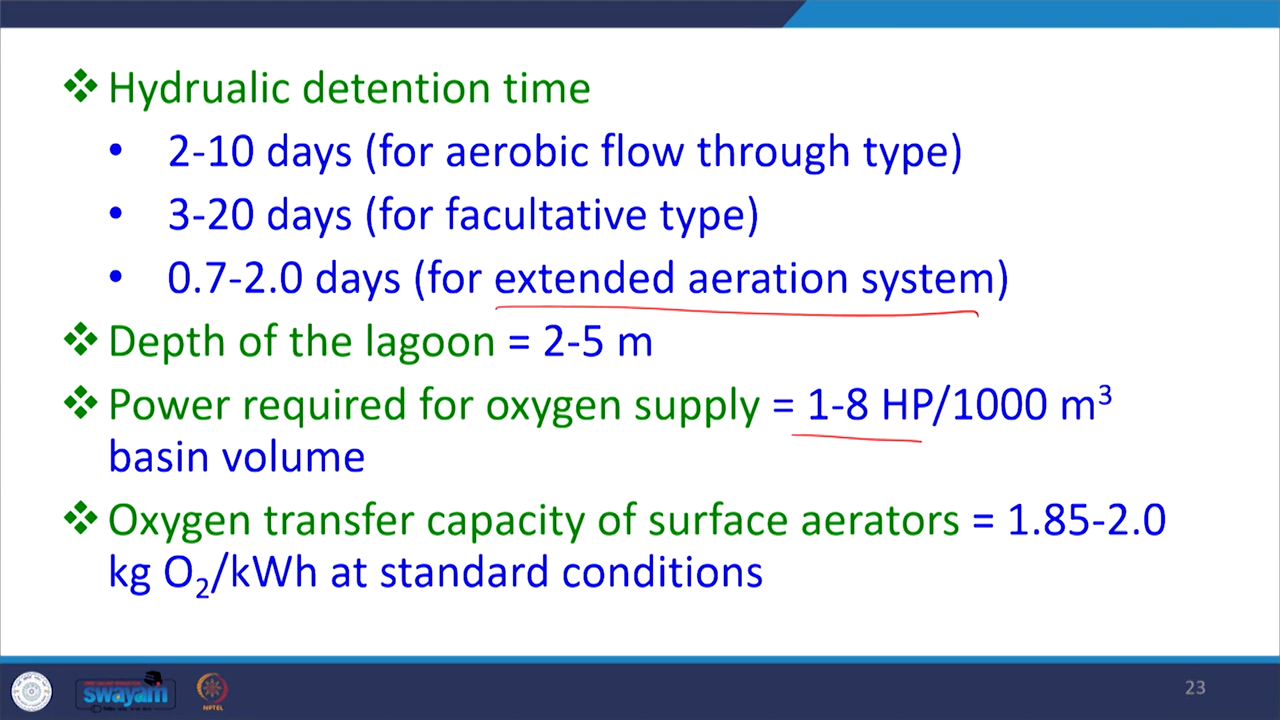 ❖ Hydrualic detention time
• 2-10 days (for aerobic flow through type)
• 3-20 days (for facultative type)
• 0.7-2.0 days (for extended aeration system)
❖ Depth of the lagoon = 2-5 m
❖ Power required for oxygen supply = 1-8 HP/1000 m³
basin volume
❖ Oxygen transfer capacity of surface aerators = 1.85-2.0
kg O₂/kWh at standard conditions
swayam
NPTEL
23